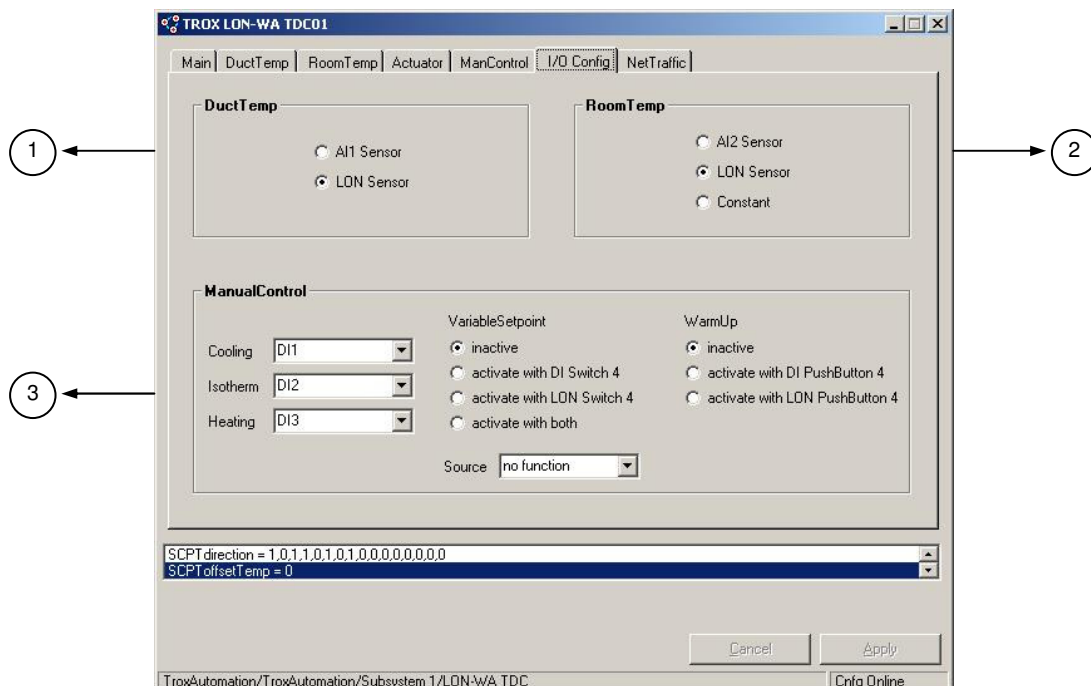 TROX LON-WA TDC01
Main DuctTemp RoomTemp Actuator ManControl I/O Config NetTraffic
DuctTemp
AI1 Sensor
LON Sensor
RoomTemp
AI2 Sensor
LON Sensor
Constant
1
2
ManualControl
Cooling DI1
Isotherm DI2
Heating DI3
VariableSetpoint
inactive
activate with DI Switch 4
activate with LON Switch 4
activate with both
WarmUp
inactive
activate with DI PushButton 4
activate with LON PushButton 4
Source no function
3
SCPTdirection = 1,0,1,1,0,1,0,1,0,0,0,0,0,0,0,0
SCPToffsetTemp = 0
Cancel Apply
TroxAutomation/TroxAutomation/Subsystem 1/LON-WA TDC Cnfg Online